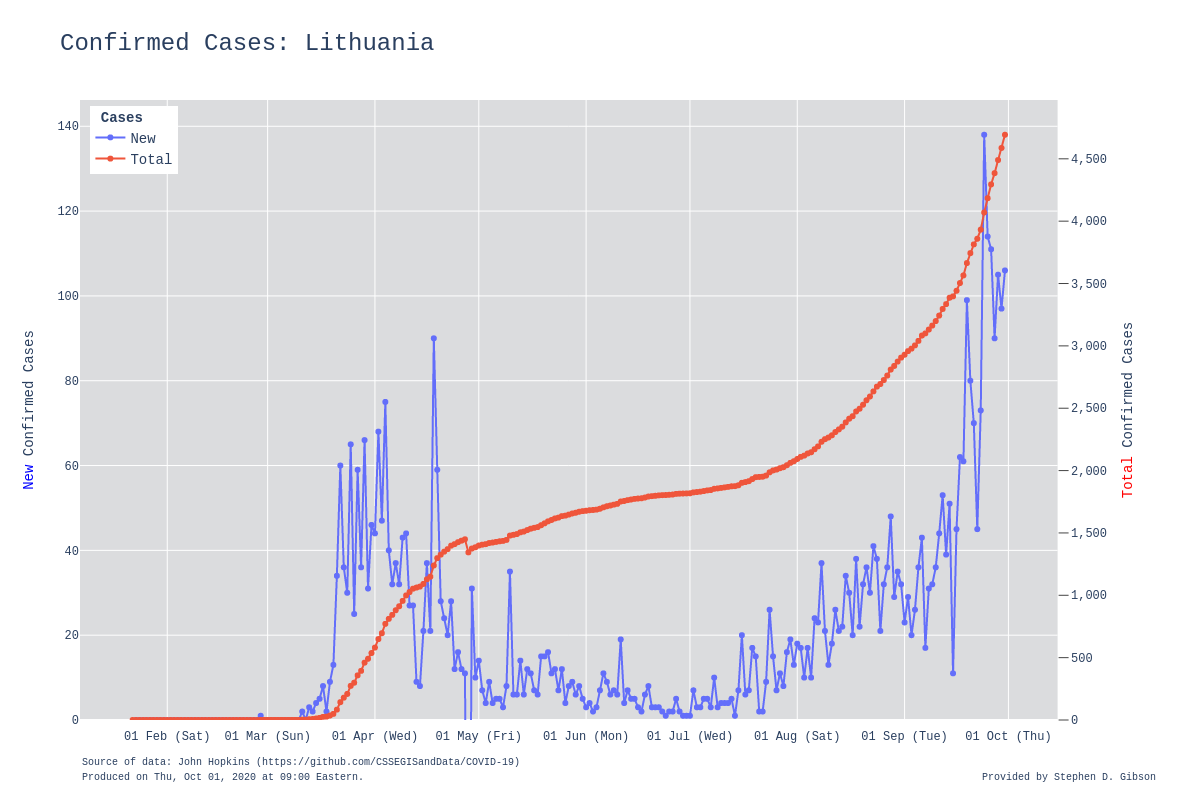 Confirmed Cases: Lithuania
Cases
New
Total
140
120
100
80
60
40
20
0
4,500
4,000
3,500
3,000
2,500
2,000
1,500
1,000
500
0
New Confirmed Cases
Total Confirmed Cases
01 Feb (Sat) 01 Mar (Sun) 01 Apr (Wed) 01 May (Fri) 01 Jun (Mon) 01 Jul (Wed) 01 Aug (Sat) 01 Sep (Tue) 01 Oct (Thu)
Source of data: John Hopkins (https://github.com/CSSEGISandData/COVID-19)
Produced on Thu, Oct 01, 2020 at 09:00 Eastern.
Provided by Stephen D. Gibson